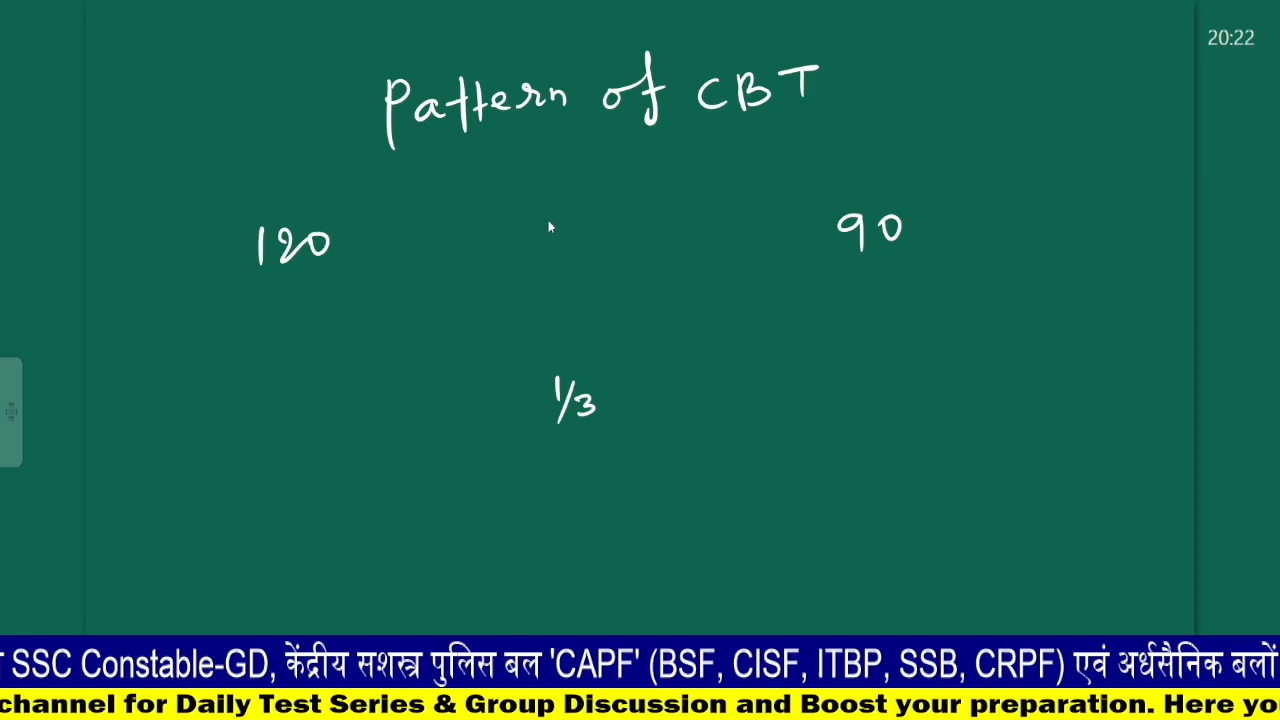 20:22
Pattern of CBT
120 90
1/3
SSC Constable-GD, केंद्रीय सशस्त्र पुलिस बल 'CAPF' (BSF, CISF, ITBP, SSB, CRPF) एवं अर्धसैनिक बलों
channel for Daily Test Series & Group Discussion and Boost your preparation. Here yo